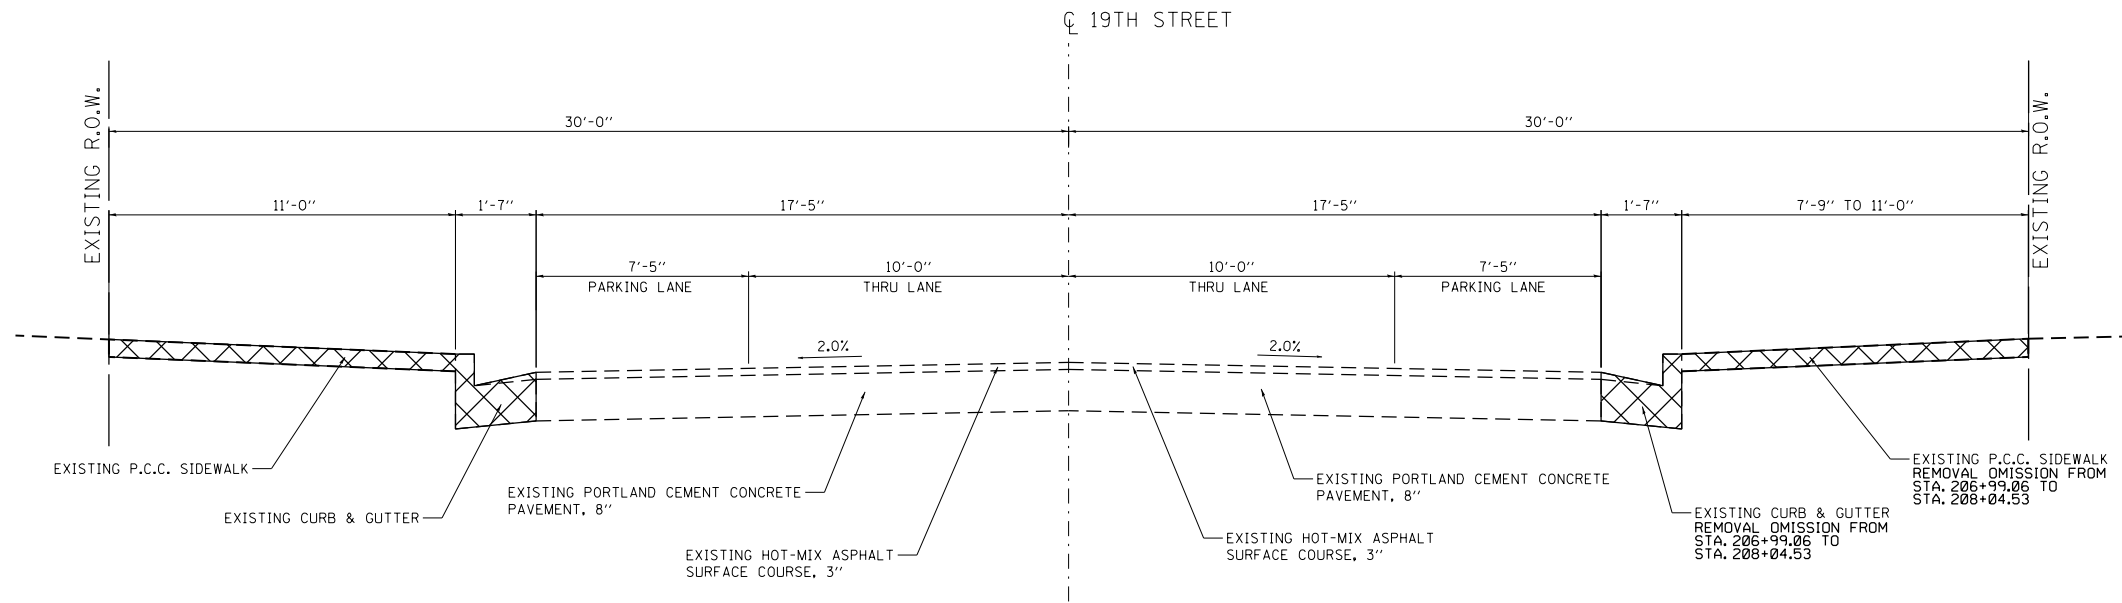 ℄ 19TH STREET
EXISTING R.O.W.
EXISTING R.O.W.
30'-0"
30'-0"
11'-0"
1'-7"
17'-5"
17'-5"
1'-7"
7'-9" TO 11'-0"
7'-5"
10'-0"
10'-0"
7'-5"
PARKING LANE
THRU LANE
THRU LANE
PARKING LANE
2.0%
2.0%
EXISTING P.C.C. SIDEWALK
EXISTING CURB & GUTTER
EXISTING PORTLAND CEMENT CONCRETE
PAVEMENT, 8"
EXISTING HOT-MIX ASPHALT
SURFACE COURSE, 3"
EXISTING PORTLAND CEMENT CONCRETE
PAVEMENT, 8"
EXISTING HOT-MIX ASPHALT
SURFACE COURSE, 3"
EXISTING CURB & GUTTER
REMOVAL OMISSION FROM
STA. 206+99.06 TO
STA. 208+04.53
EXISTING P.C.C. SIDEWALK
REMOVAL OMISSION FROM
STA. 206+99.06 TO
STA. 208+04.53